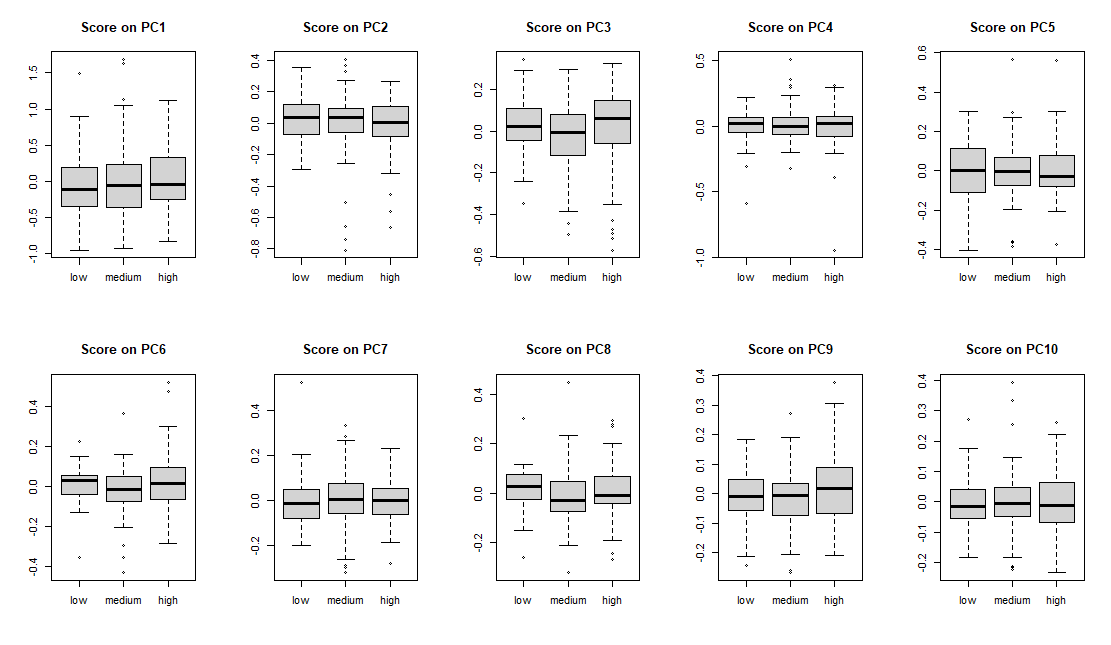 Score on PC1
1.5
1.0
0.5
0.0
-0.5
-1.0
low medium high
Score on PC2
0.4
0.2
0.0
-0.2
-0.4
-0.6
-0.8
low medium high
Score on PC3
0.2
0.0
-0.2
-0.4
-0.6
low medium high
Score on PC4
0.5
0.0
-0.5
-1.0
low medium high
Score on PC5
0.6
0.4
0.2
0.0
-0.2
-0.4
low medium high
Score on PC6
0.4
0.2
0.0
-0.2
-0.4
low medium high
Score on PC7
0.4
0.2
0.0
-0.2
low medium high
Score on PC8
0.4
0.2
0.0
-0.2
low medium high
Score on PC9
0.4
0.3
0.2
0.1
0.0
-0.1
-0.2
low medium high
Score on PC10
0.4
0.3
0.2
0.1
0.0
-0.1
-0.2
low medium high